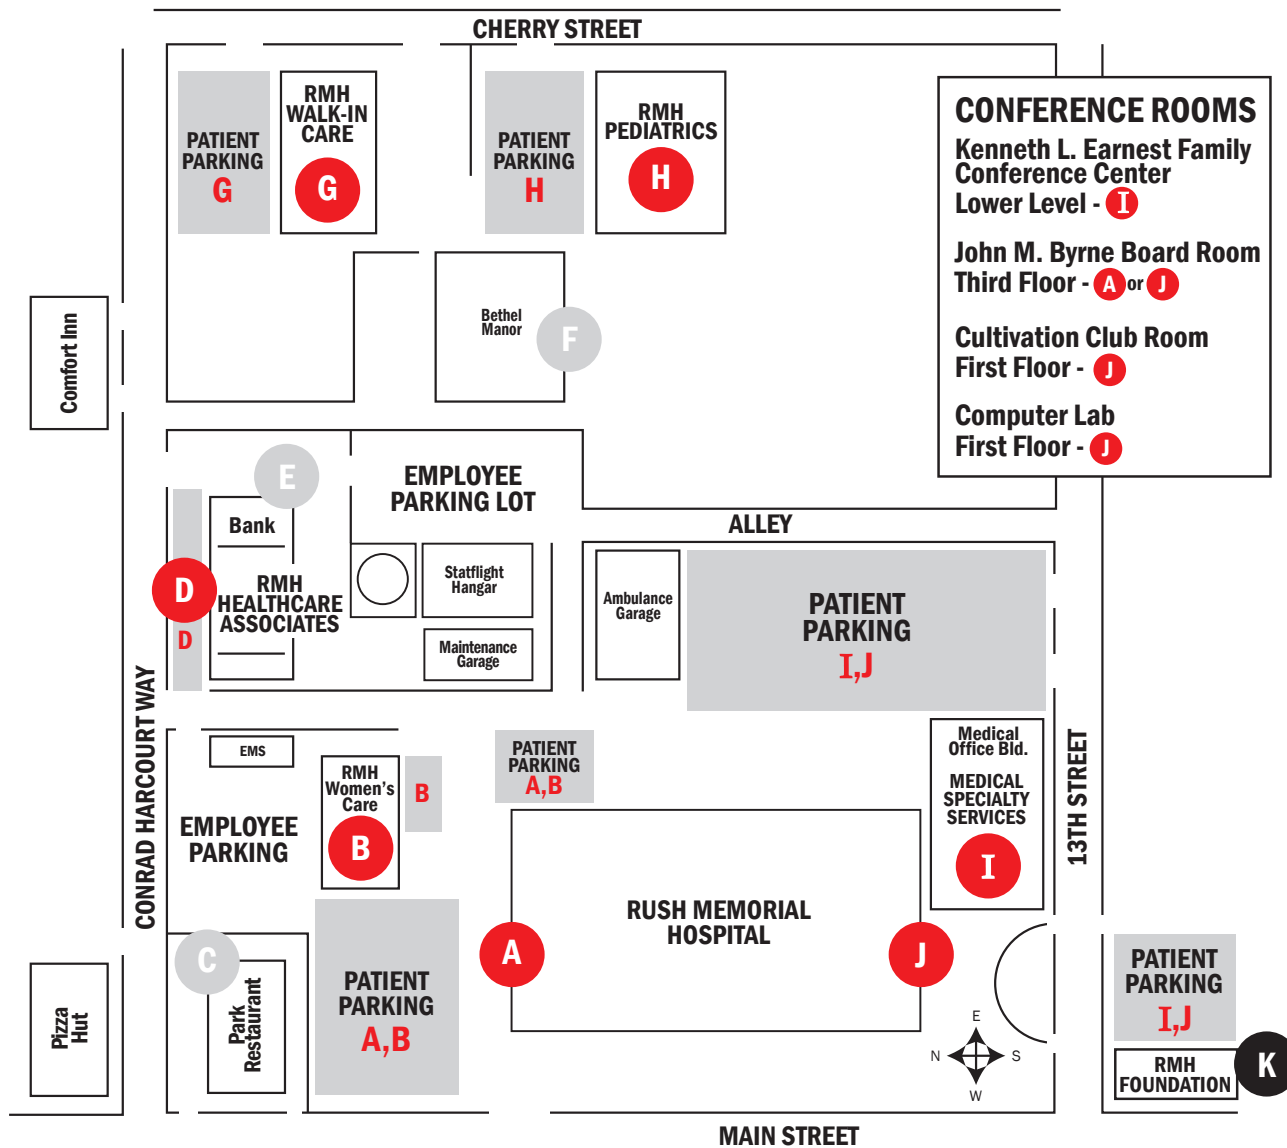 CHERRY STREET
RMH
WALK-IN
CARE
G
PATIENT
PARKING
G
PATIENT
PARKING
H
RMH
PEDIATRICS
H
CONFERENCE ROOMS
Kenneth L. Earnest Family
Conference Center
Lower Level - I
John M. Byrne Board Room
Third Floor - A or J
Cultivation Club Room
First Floor - J
Computer Lab
First Floor - J
Comfort Inn
Bethel
Manor
F
E
EMPLOYEE
PARKING LOT
ALLEY
Bank
D
RMH
HEALTHCARE
ASSOCIATES
D
Statflight
Hangar
Maintenance
Garage
Ambulance
Garage
PATIENT
PARKING
I,J
CONRAD HARCOURT WAY
EMS
RMH
Women's
Care
B
B
PATIENT
PARKING
A,B
EMPLOYEE
PARKING
Medical
Office Bld.
MEDICAL
SPECIALTY
SERVICES
I
13TH STREET
RUSH MEMORIAL
HOSPITAL
A
J
C
Park
Restaurant
Pizza
Hut
PATIENT
PARKING
A,B
PATIENT
PARKING
I,J
E
N
S
W
RMH
FOUNDATION
K
MAIN STREET